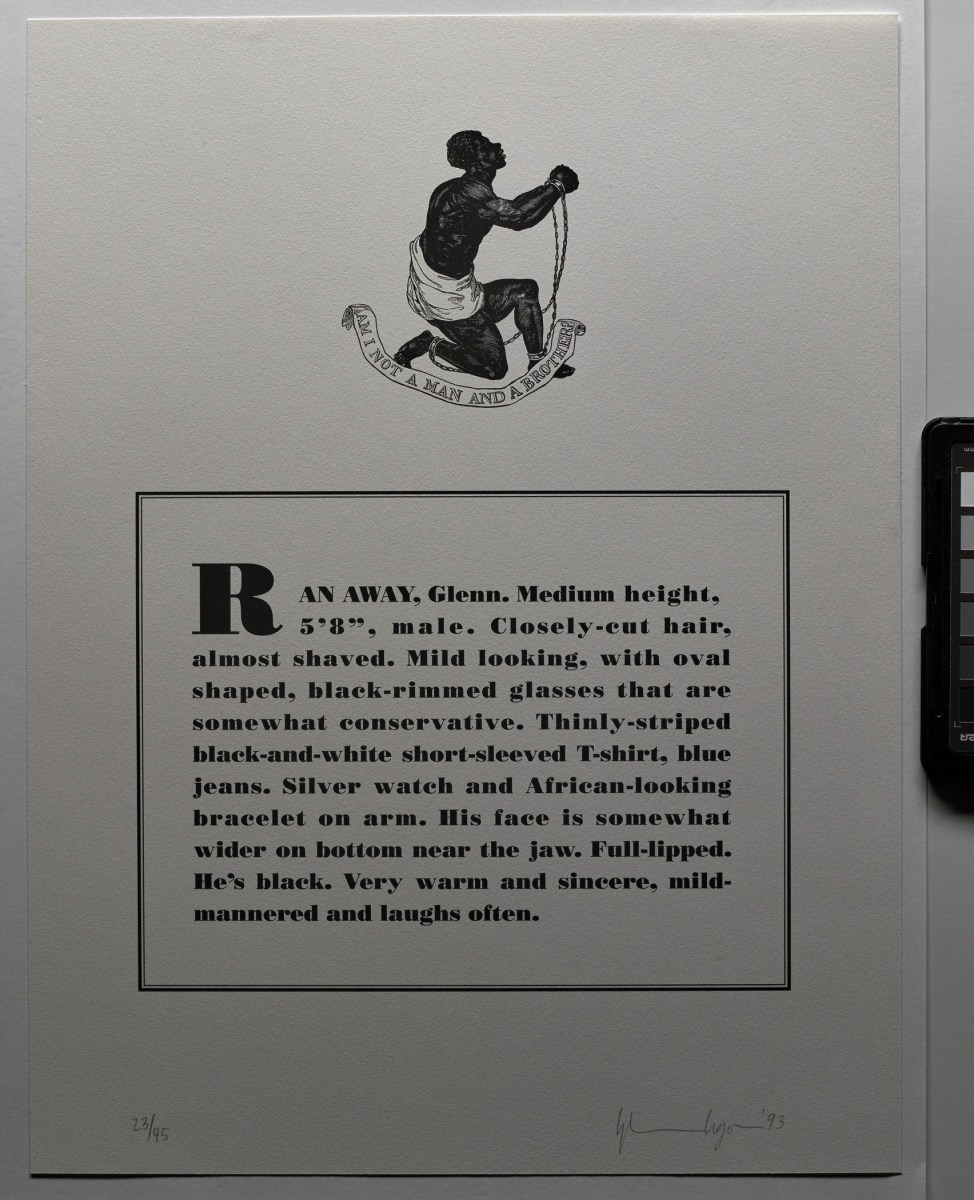 AM I NOT A MAN AND A BROTHER?
RAN AWAY, Glenn. Medium height,
5’8”, male. Closely-cut hair,
almost shaved. Mild looking, with oval
shaped, black-rimmed glasses that are
somewhat conservative. Thinly-striped
black-and-white short-sleeved T-shirt, blue
jeans. Silver watch and African-looking
bracelet on arm. His face is somewhat
wider on bottom near the jaw. Full-lipped.
He’s black. Very warm and sincere, mild-
mannered and laughs often.
23/45
Glenn Ligon '93